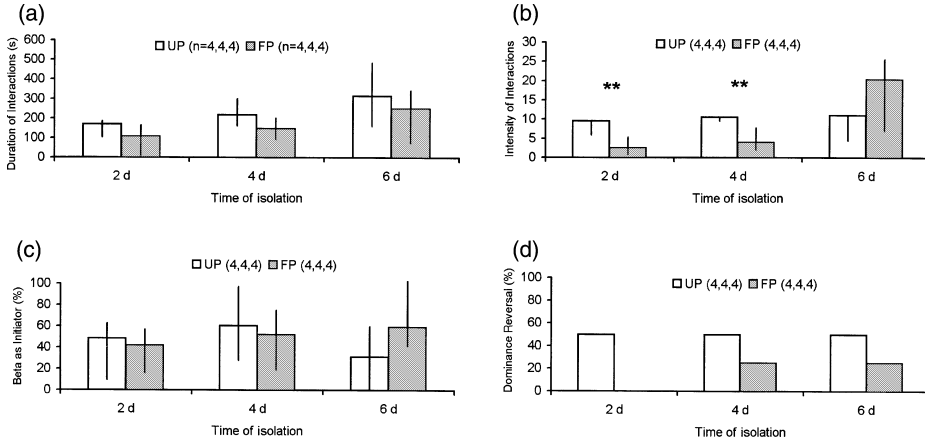 (a)
UP (n=4,4,4) FP (n=4,4,4)
Duration of Interactions (s)
600
500
400
300
200
100
0
2 d 4 d 6 d
Time of isolation
(b)
UP (4,4,4) FP (4,4,4)
Intensity of Interactions
30
25
20
15
10
5
0
** **
2 d 4 d 6 d
Time of isolation
(c)
UP (4,4,4) FP (4,4,4)
Beta as Initiator (%)
100
80
60
40
20
0
2 d 4 d 6 d
Time of isolation
(d)
UP (4,4,4) FP (4,4,4)
Dominance Reversal (%)
100
80
60
40
20
0
2 d 4 d 6 d
Time of isolation